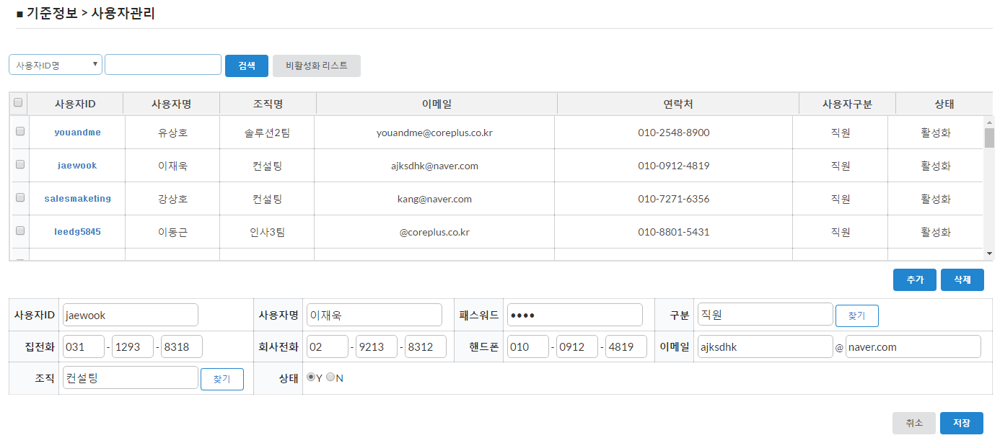 ■ 기준정보 > 사용자관리
사용자ID명 검색 비활성화 리스트
사용자ID 사용자명 조직명 이메일 연락처 사용자구분 상태
youandme 유상호 솔루션2팀 youandme@coreplus.co.kr 010-2548-8900 직원 활성화
jaewook 이재욱 컨설팅 ajksdhk@naver.com 010-0912-4819 직원 활성화
salesmaketing 강상호 컨설팅 kang@naver.com 010-7271-6356 직원 활성화
leedg5845 이동근 인사3팀 @coreplus.co.kr 010-8801-5431 직원 활성화
추가 삭제
사용자ID jaewook 사용자명 이재욱 패스워드 •••• 구분 직원 찾기
집전화 031 - 1293 - 8318 회사전화 02 - 9213 - 8312 핸드폰 010 - 0912 - 4819 이메일 ajksdhk @ naver.com
조직 컨설팅 찾기 상태 Y N
취소 저장